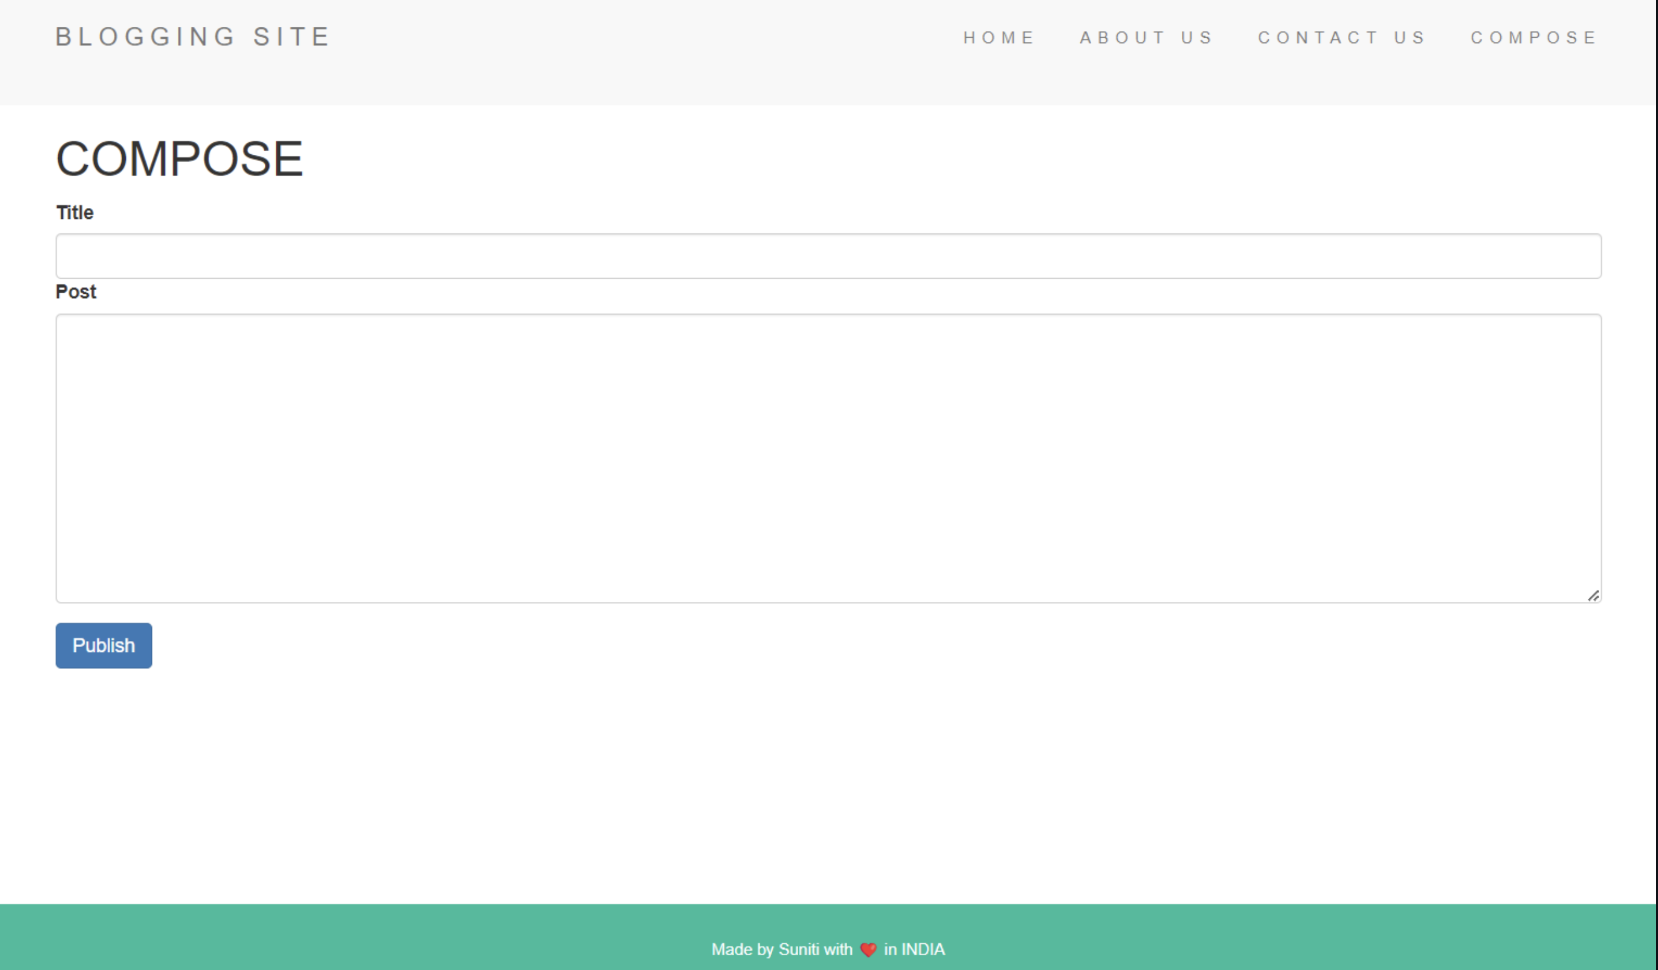 BLOGGING SITE HOME ABOUT US CONTACT US COMPOSE
COMPOSE
Title
Post
Publish
Made by Suniti with ❤️ in INDIA